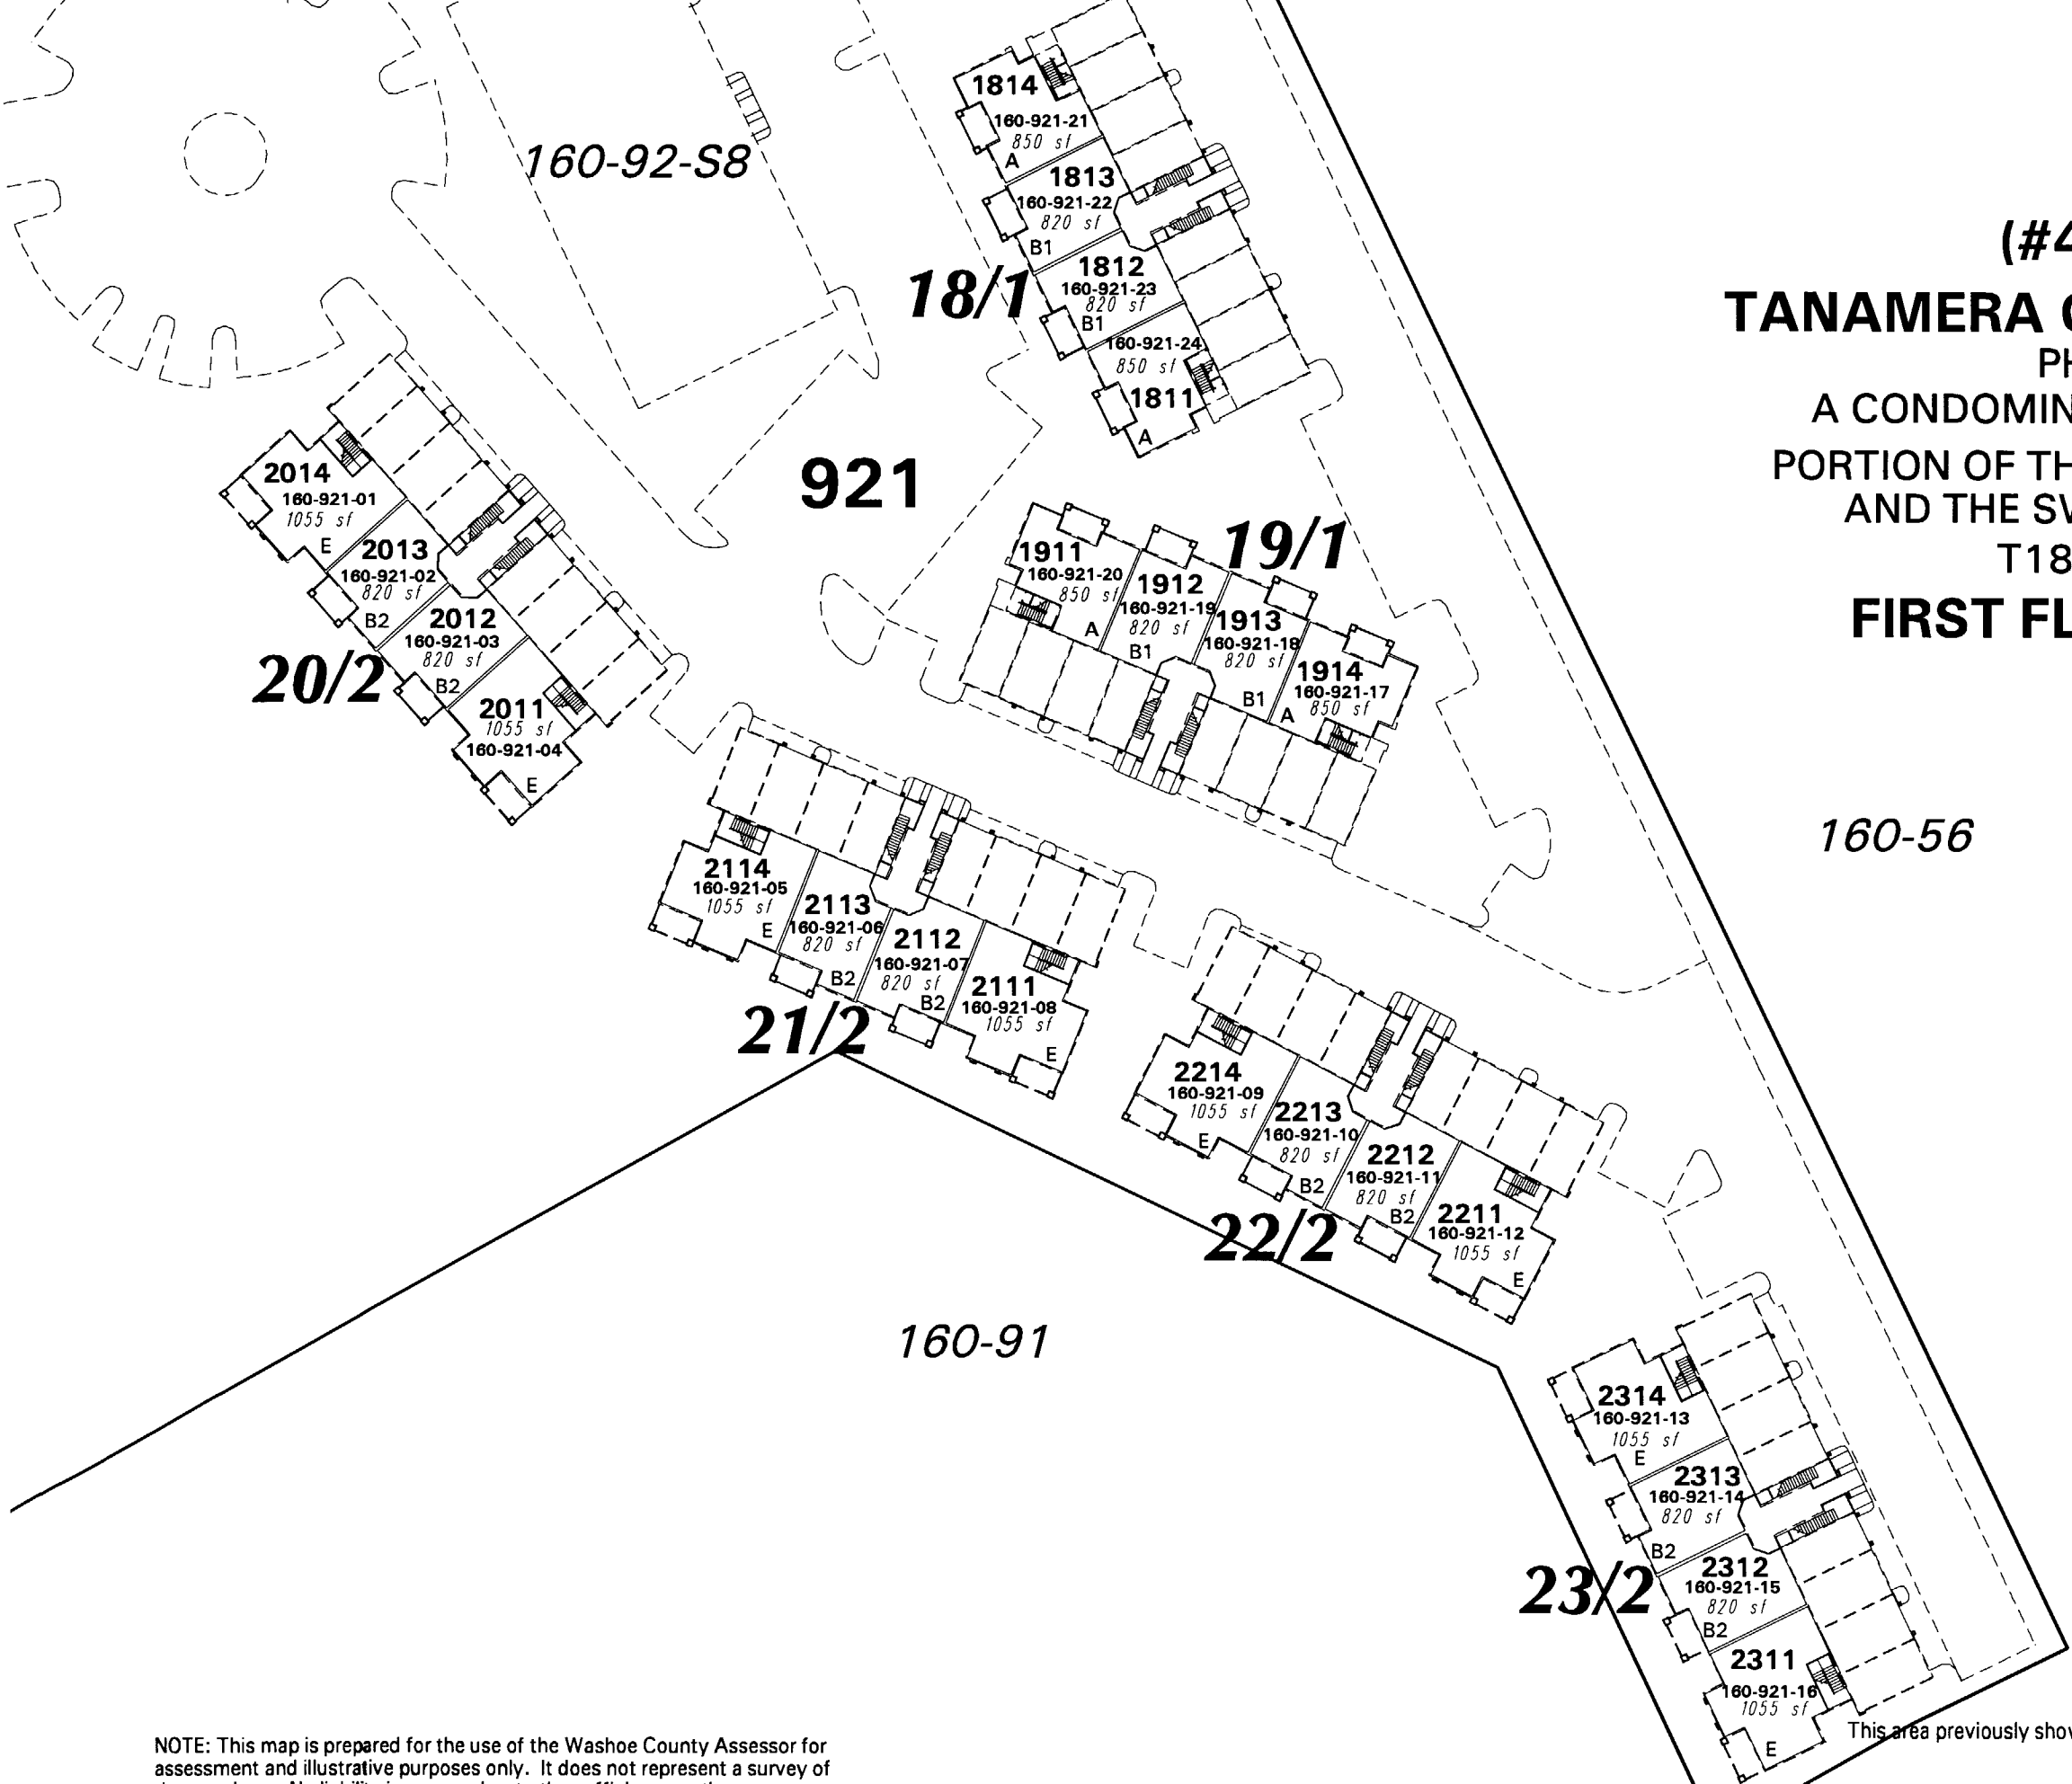 1814
160-921-21
850 sf
A
160-92-S8
1813
160-921-22
820 sf
B1
18/1
1812
160-921-23
820 sf
B1
160-921-24
850 sf
1811
A
(#4
TANAMERA
PH
A CONDOMIN
PORTION OF TH
AND THE SW
T18
FIRST FL
921
2014
160-921-01
1055 sf
E
2013
160-921-02
820 sf
B2
2012
160-921-03
820 sf
B2
20/2
2011
1055 sf
160-921-04
E
19/1
1911
160-921-20
850 sf
A
1912
160-921-19
820 sf
B1
1913
160-921-18
820 sf
B1
1914
160-921-17
850 sf
A
160-56
2114
160-921-05
1055 sf
E
2113
160-921-06
820 sf
B2
2112
160-921-07
820 sf
B2
2111
160-921-08
1055 sf
E
21/2
2214
160-921-09
1055 sf
E
2213
160-921-10
820 sf
B2
2212
160-921-11
820 sf
B2
2211
160-921-12
1055 sf
E
22/2
160-91
2314
160-921-13
1055 sf
E
2313
160-921-14
820 sf
B2
2312
160-921-15
820 sf
B2
23/2
2311
160-921-16
1055 sf
E
This area previously show
NOTE: This map is prepared for the use of the Washoe County Assessor for
assessment and illustrative purposes only. It does not represent a survey of